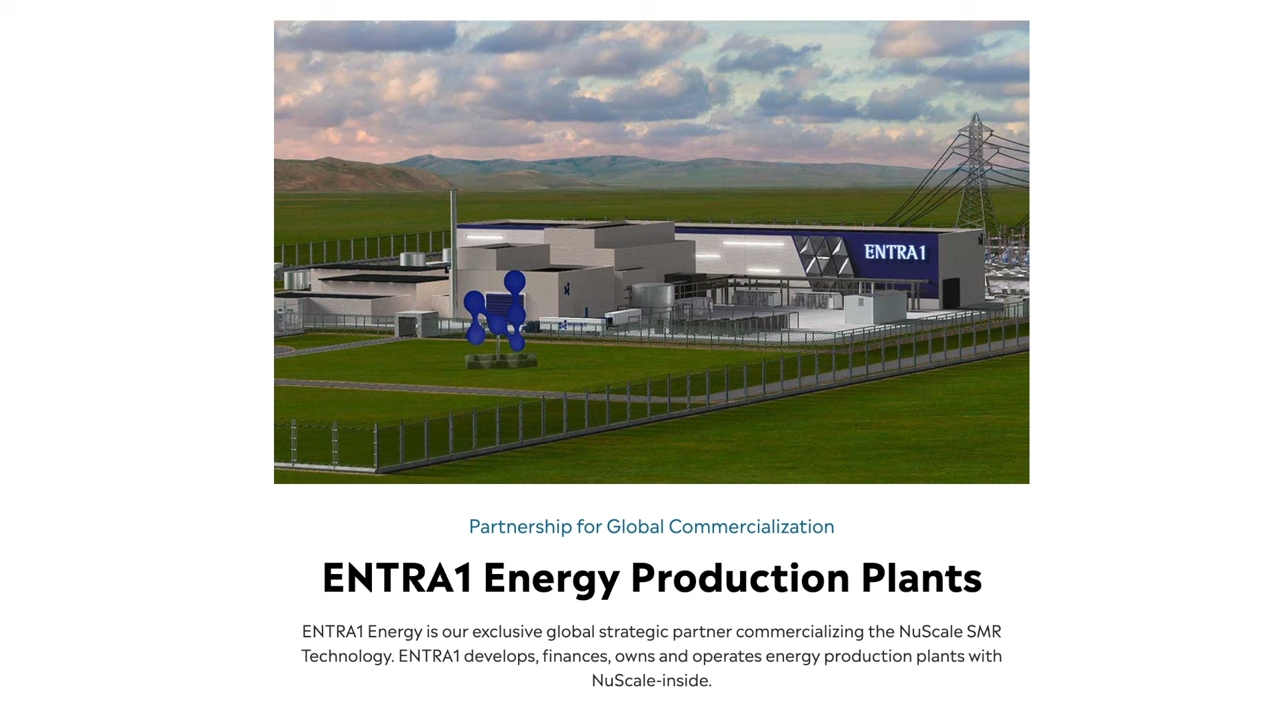 ENTRA1
Partnership for Global Commercialization
ENTRA1 Energy Production Plants
ENTRA1 Energy is our exclusive global strategic partner commercializing the NuScale SMR
Technology. ENTRA1 develops, finances, owns and operates energy production plants with
NuScale-inside.